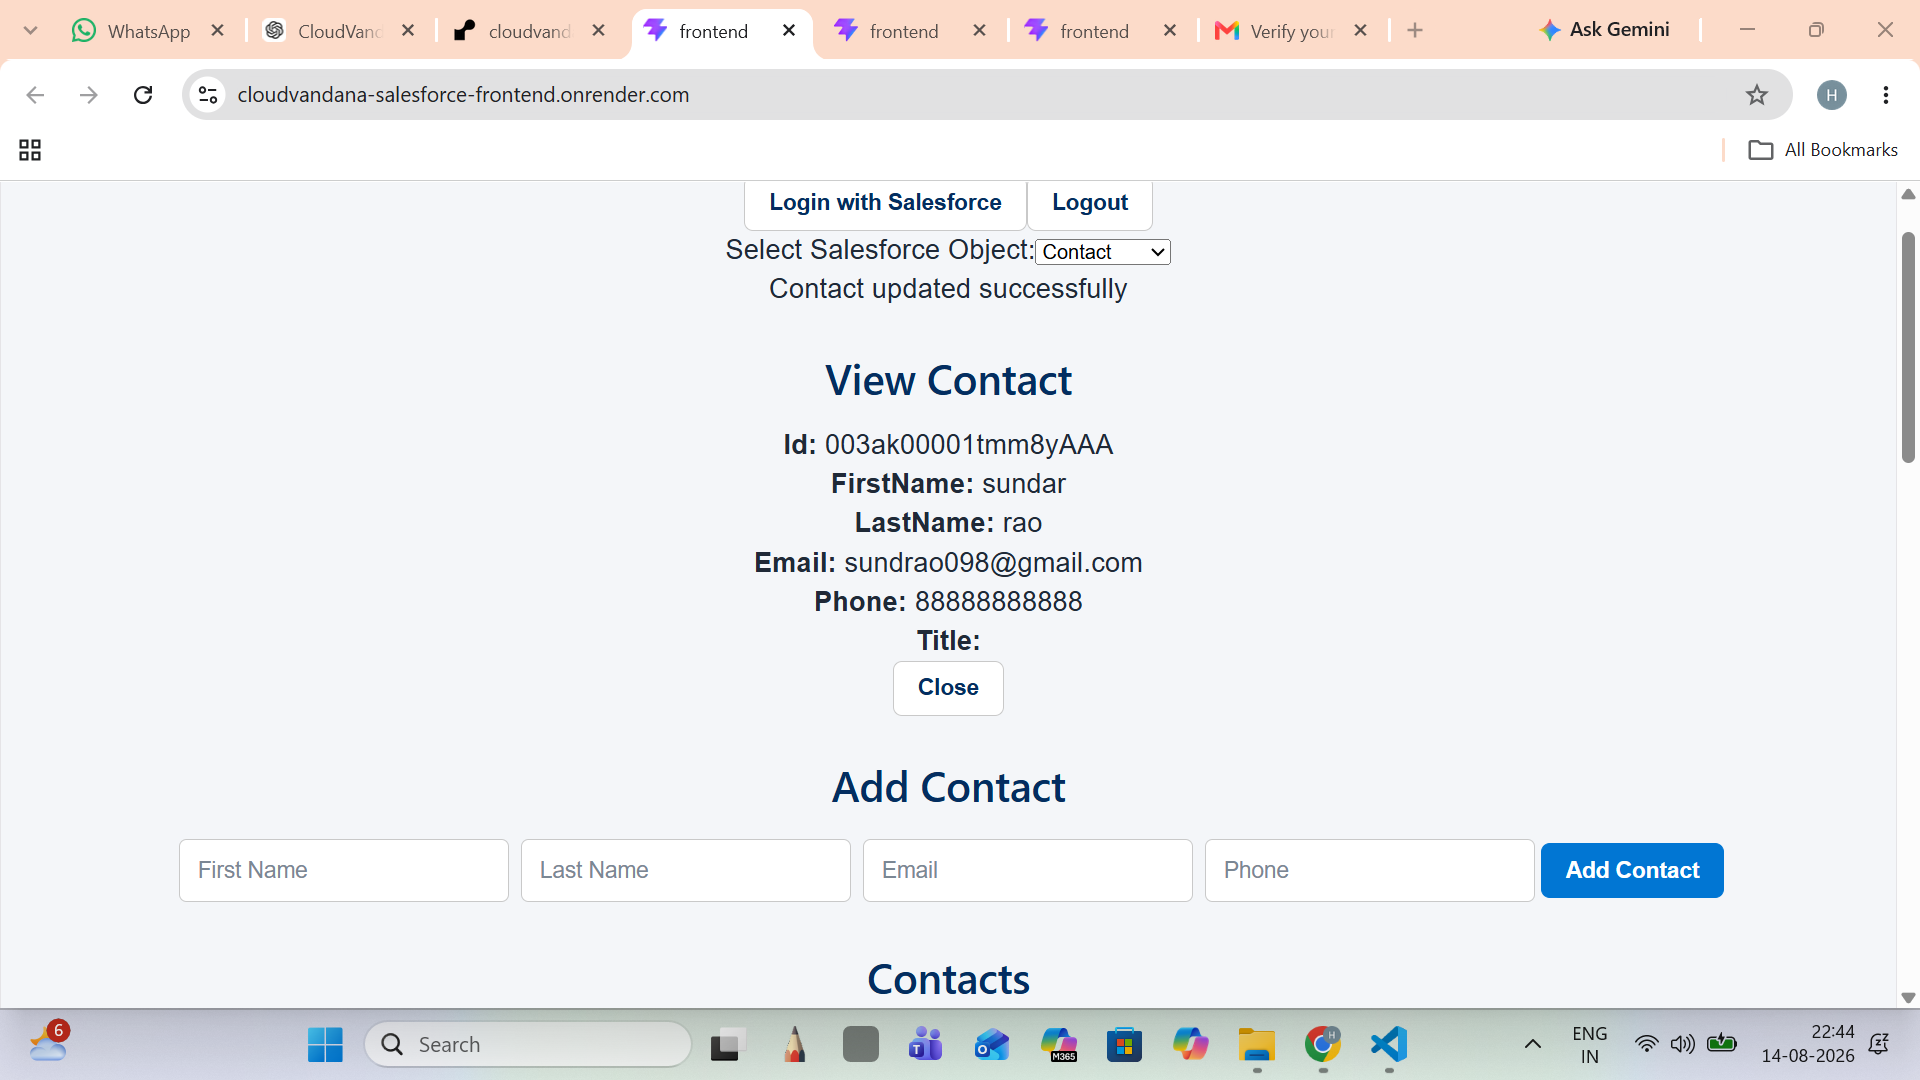 WhatsApp
CloudVand
cloudvand
frontend
frontend
frontend
Verify your
Ask Gemini
cloudvandana-salesforce-frontend.onrender.com
H
All Bookmarks
Login with Salesforce
Logout
Select Salesforce Object: Contact
Contact updated successfully
View Contact
Id: 003ak00001tmm8yAAA
FirstName: sundar
LastName: rao
Email: sundrao098@gmail.com
Phone: 88888888888
Title:
Close
Add Contact
First Name
Last Name
Email
Phone
Add Contact
Contacts
6
Search
M365
H
ENG
IN
22:44
14-08-2026